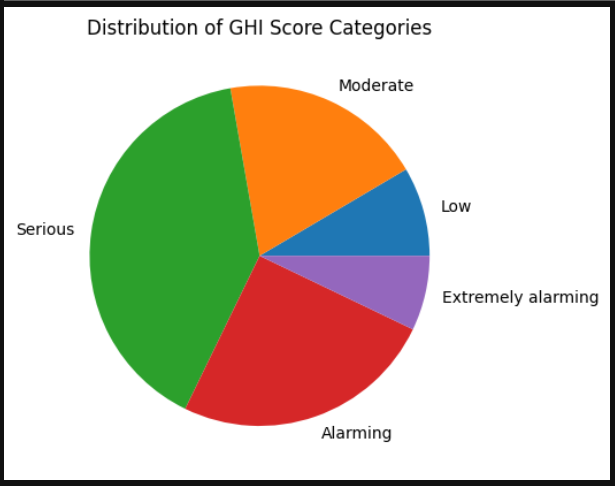 Distribution of GHI Score Categories
Moderate
Low
Serious
Extremely alarming
Alarming